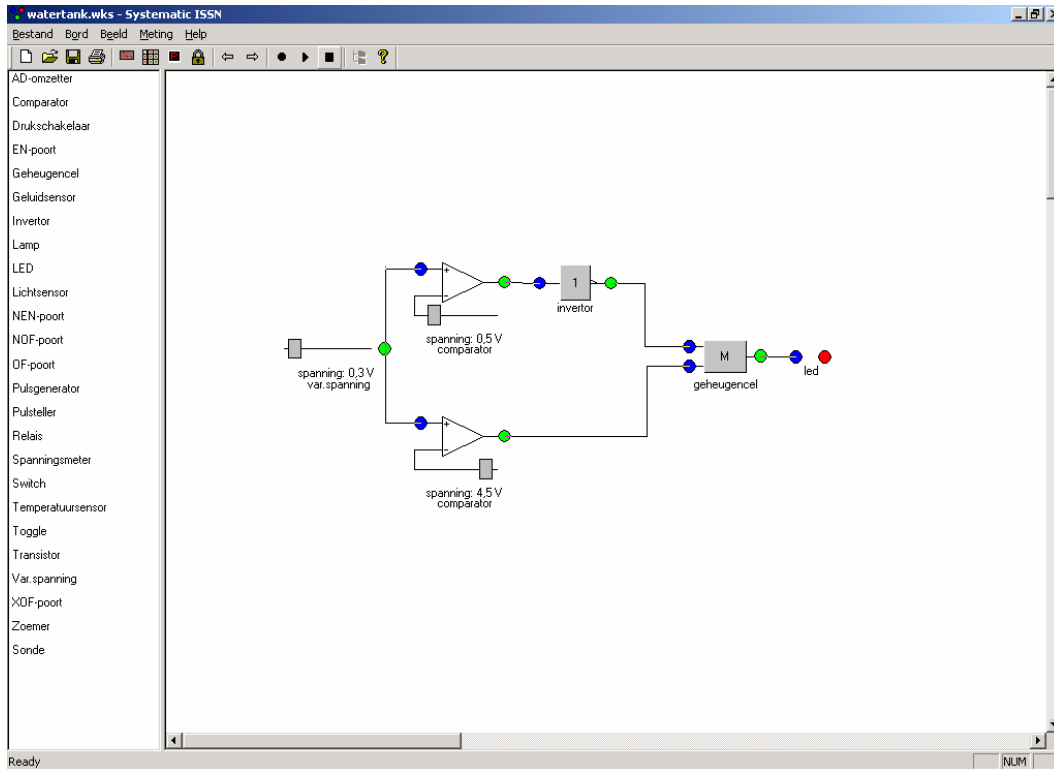 watertank.wks - Systematic ISSN
Bestand Bord Beeld Meting Help
AD-omzetter
Comparator
Drukschakelaar
EN-poort
Geheugencel
Geluidsensor
Invertor
Lamp
LED
Lichtsensor
NEN-poort
NOF-poort
OF-poort
Pulsgenerator
Pulsteller
Relais
Spanningsmeter
Switch
Temperatuursensor
Toggle
Transistor
Var.spanning
XOF-poort
Zoemer
Sonde
+
-
1
invertor
spanning: 0,5 V
comparator
spanning: 0,3 V
var.spanning
M
geheugencel
led
+
-
spanning: 4,5 V
comparator
Ready
NUM